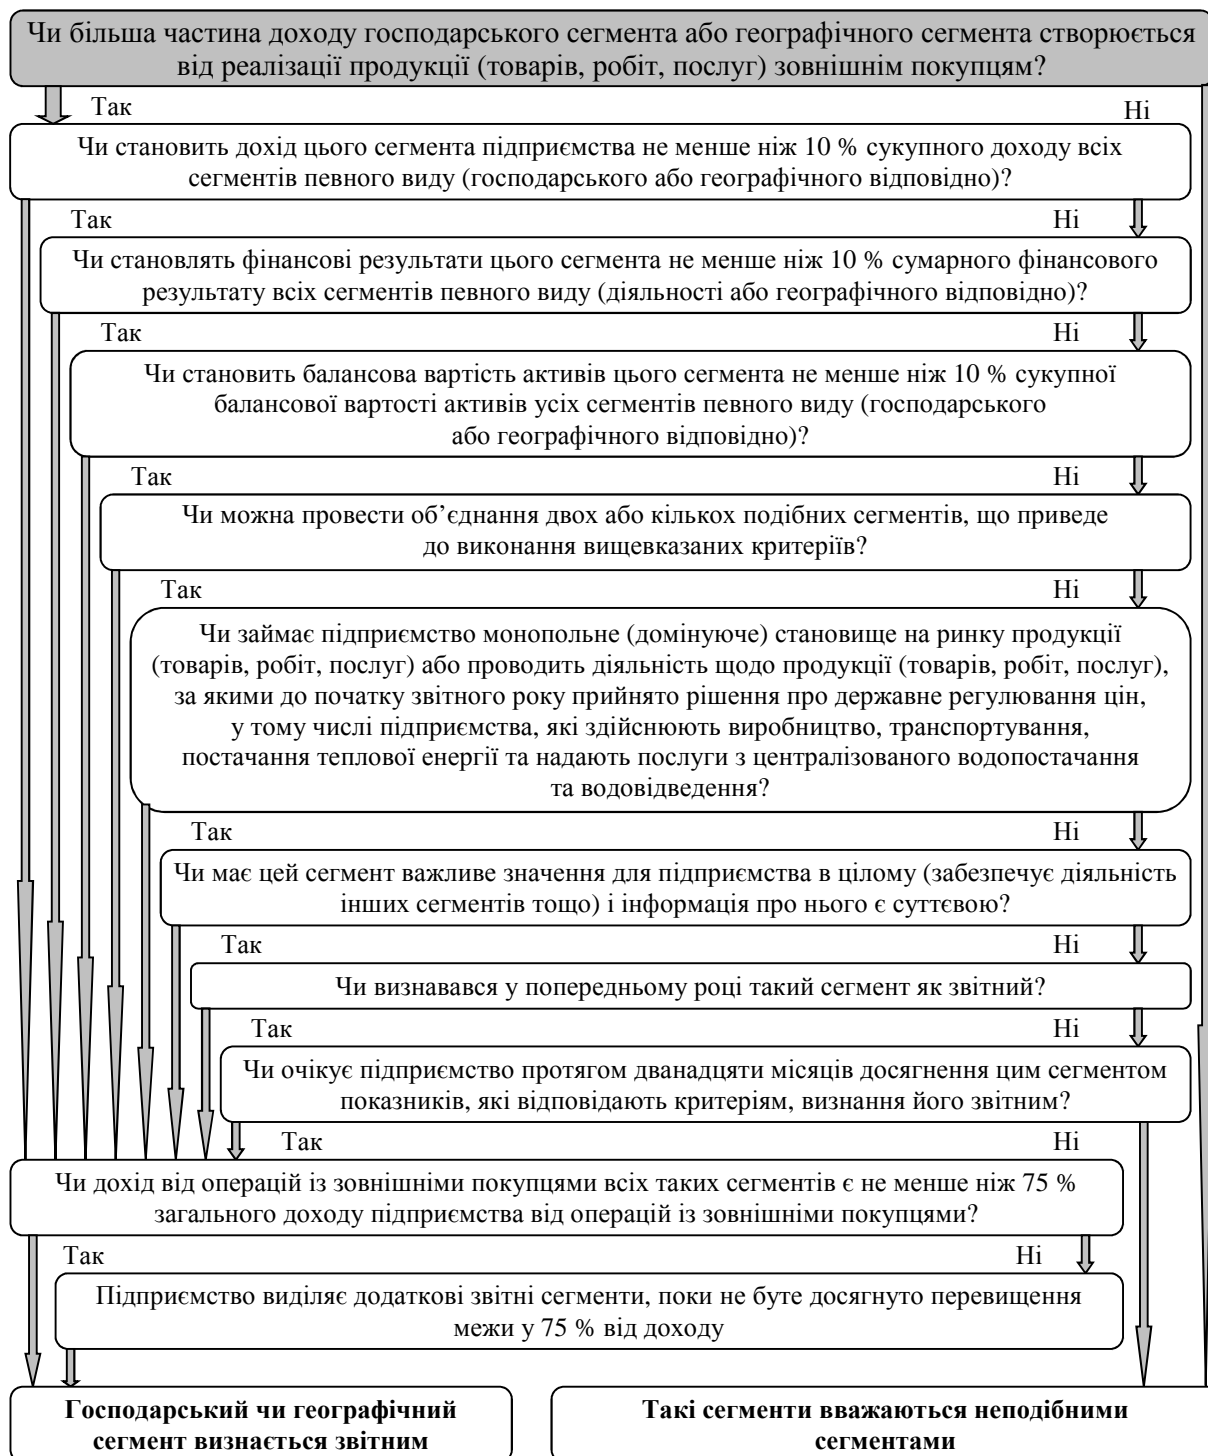 Чи більша частина доходу господарського сегмента або географічного сегмента створюється
від реалізації продукції (товарів, робіт, послуг) зовнішнім покупцям?
Так
Ні
Чи становить дохід цього сегмента підприємства не менше ніж 10 % сукупного доходу всіх
сегментів певного виду (господарського або географічного відповідно)?
Так
Ні
Чи становлять фінансові результати цього сегмента не менше ніж 10 % сумарного фінансового
результату всіх сегментів певного виду (діяльності або географічного відповідно)?
Так
Ні
Чи становить балансова вартість активів цього сегмента не менше ніж 10 % сукупної
балансової вартості активів усіх сегментів певного виду (господарського
або географічного відповідно)?
Так
Ні
Чи можна провести об’єднання двох або кількох подібних сегментів, що приведе
до виконання вищевказаних критеріїв?
Так
Ні
Чи займає підприємство монопольне (домінуюче) становище на ринку продукції
(товарів, робіт, послуг) або проводить діяльність щодо продукції (товарів, робіт, послуг),
за якими до початку звітного року прийнято рішення про державне регулювання цін,
у тому числі підприємства, які здійснюють виробництво, транспортування,
постачання теплової енергії та надають послуги з централізованого водопостачання
та водовідведення?
Так
Ні
Чи має цей сегмент важливе значення для підприємства в цілому (забезпечує діяльність
інших сегментів тощо) і інформація про нього є суттєвою?
Так
Ні
Чи визнавався у попередньому році такий сегмент як звітний?
Так
Ні
Чи очікує підприємство протягом дванадцяти місяців досягнення цим сегментом
показників, які відповідають критеріям, визнання його звітним?
Так
Ні
Чи дохід від операцій із зовнішніми покупцями всіх таких сегментів є не менше ніж 75 %
загального доходу підприємства від операцій із зовнішніми покупцями?
Так
Ні
Підприємство виділяє додаткові звітні сегменти, поки не буте досягнуто перевищення
межи у 75 % від доходу
Господарський чи географічний
сегмент визнається звітним
Такі сегменти вважаються неподібними
сегментами